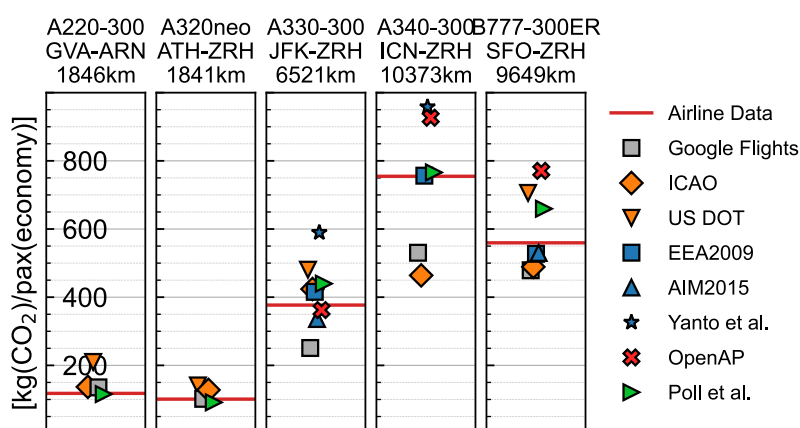 A220-300 A320neo A330-300 A340-300 B777-300ER
GVA-ARN ATH-ZRH JFK-ZRH ICN-ZRH SFO-ZRH
1846km 1841km 6521km 10373km 9649km
[kg(CO₂)/pax(economy)]
800
600
400
200
Airline Data
Google Flights
ICAO
US DOT
EEA2009
AIM2015
Yanto et al.
OpenAP
Poll et al.